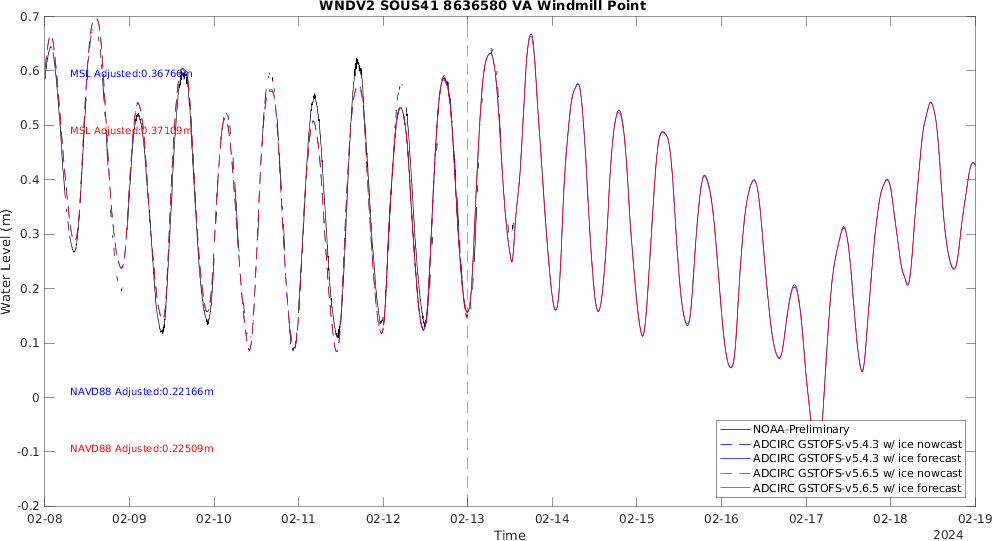 WNDV2 SOUS41 8636580 VA Windmill Point
0.7
0.6
0.5
0.4
0.3
0.2
0.1
0
-0.1
-0.2
Water Level (m)
MSL Adjusted:0.36766m
MSL Adjusted:0.37109m
NAVD88 Adjusted:0.22166m
NAVD88 Adjusted:0.22509m
NOAA-Preliminary
ADCIRC GSTOFS-v5.4.3 w/ ice nowcast
ADCIRC GSTOFS-v5.4.3 w/ ice forecast
ADCIRC GSTOFS-v5.6.5 w/ ice nowcast
ADCIRC GSTOFS-v5.6.5 w/ ice forecast
02-08 02-09 02-10 02-11 02-12 02-13 02-14 02-15 02-16 02-17 02-18 02-19
Time
2024